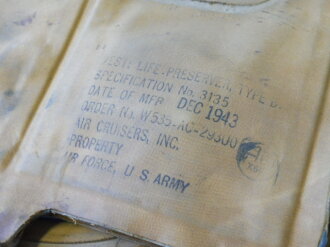 VEST: LIFE-PRESERVER, TYPE B-
SPECIFICATION No. 3135
DATE OF MFR. DEC 1943
ORDER No. W535-AC-29300
AIR CRUISERS, INC.
PROPERTY
AIR FORCE, U.S. ARMY